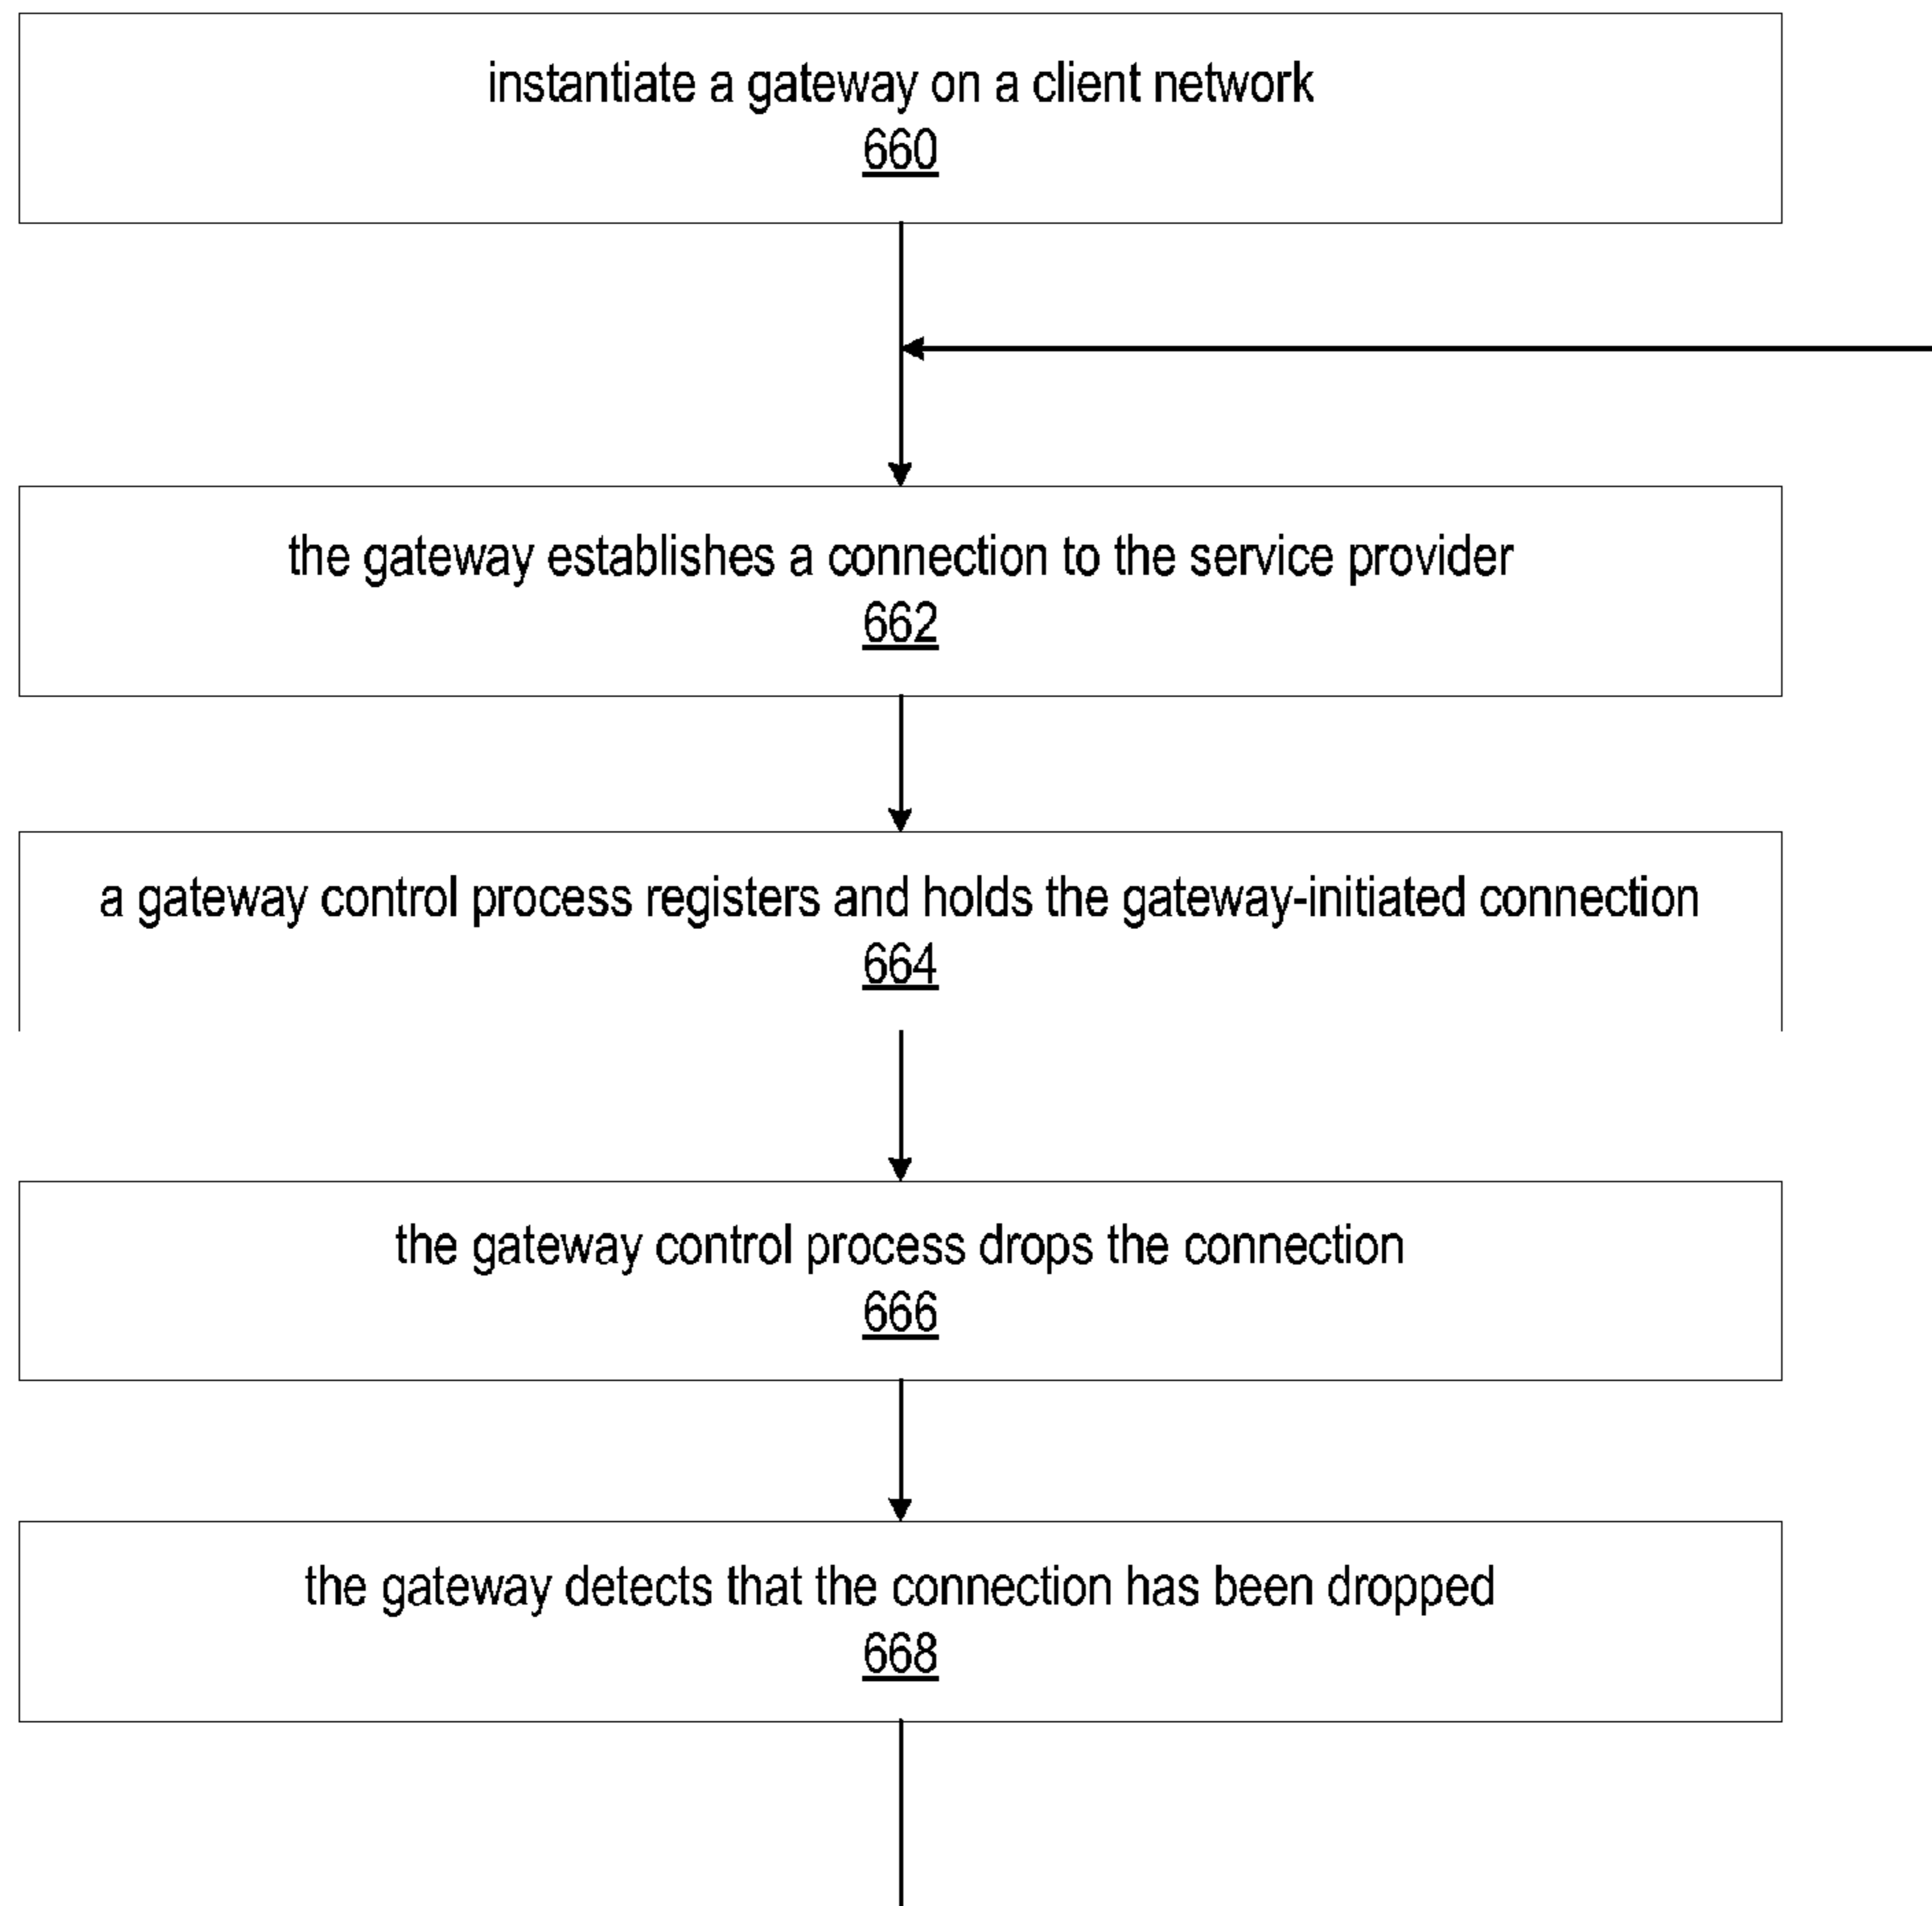 instantiate a gateway on a client network
660
the gateway establishes a connection to the service provider
662
a gateway control process registers and holds the gateway-initiated connection
664
the gateway control process drops the connection
666
the gateway detects that the connection has been dropped
668